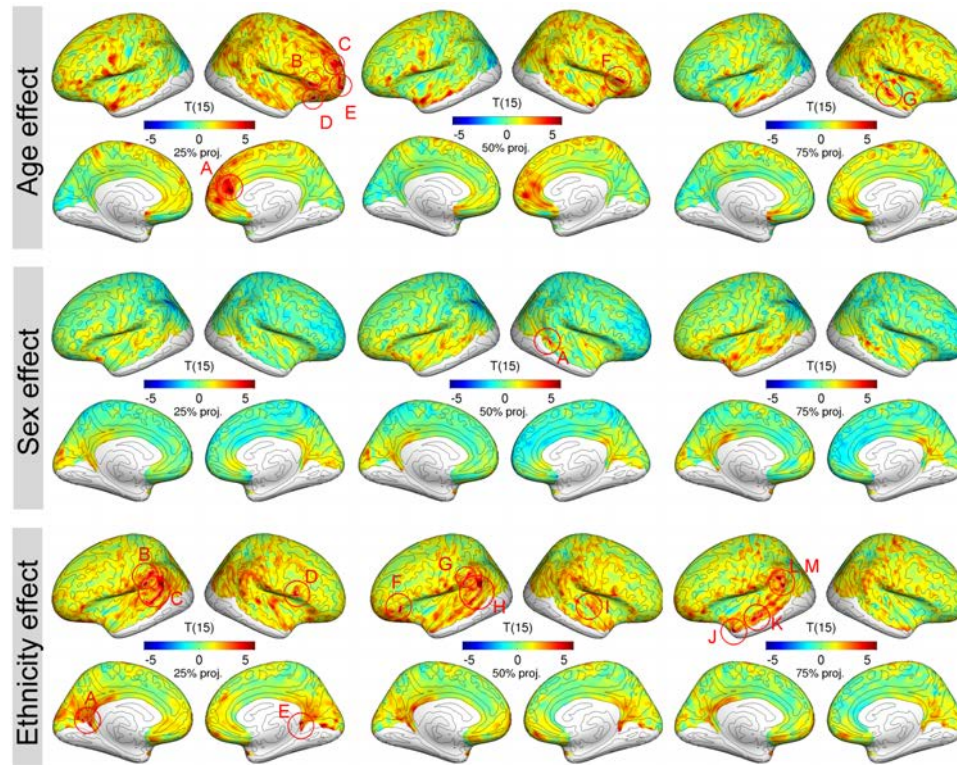 Age effect
C
B
F
T(15)
T(15)
T(15)
G
E
D
-5 0 5
-5 0 5
-5 0 5
25% proj.
50% proj.
75% proj.
A
Sex effect
A
T(15)
T(15)
T(15)
-5 0 5
-5 0 5
-5 0 5
25% proj.
50% proj.
75% proj.
Ethnicity effect
B
D
G
F
L M
C
H
I
K
J
T(15)
T(15)
T(15)
-5 0 5
-5 0 5
-5 0 5
25% proj.
50% proj.
75% proj.
A
E